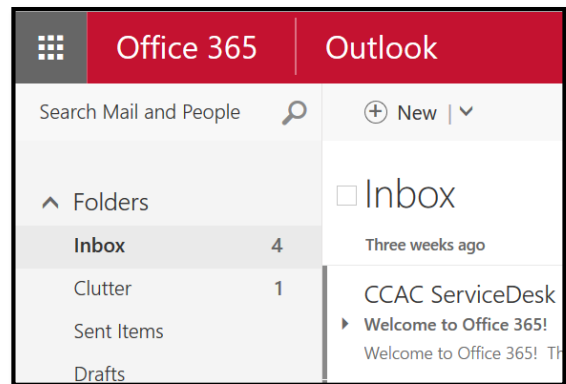 Office 365 Outlook
Search Mail and People New
Folders
Inbox 4
Clutter 1
Sent Items
Drafts
Inbox
Three weeks ago
CCAC ServiceDesk
Welcome to Office 365!
Welcome to Office 365! Th